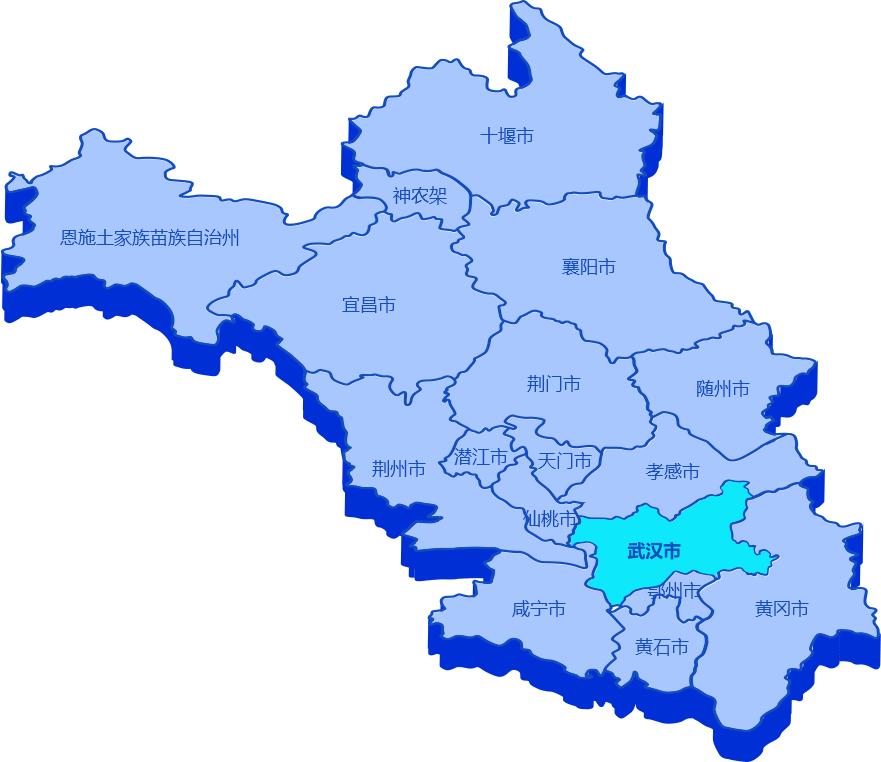 十堰市
神农架
恩施土家族苗族自治州
襄阳市
宜昌市
荆门市
随州市
潜江市
天门市
荆州市
孝感市
仙桃市
武汉市
鄂州市
咸宁市
黄冈市
黄石市